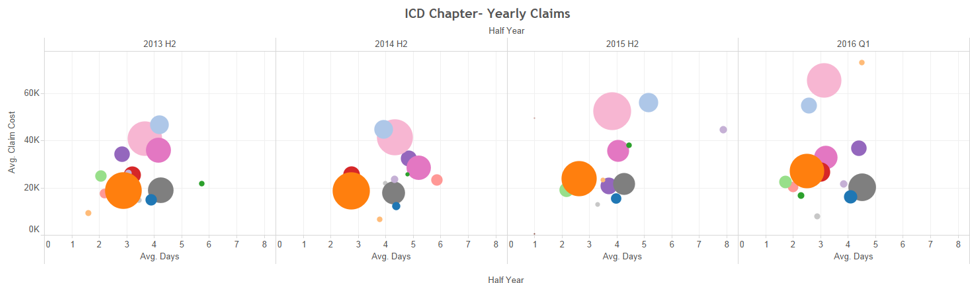 ICD Chapter- Yearly Claims
Half Year
2013 H2 2014 H2 2015 H2 2016 Q1
Avg. Claim Cost
60K
40K
20K
0K
0 1 2 3 4 5 6 7 8 0 1 2 3 4 5 6 7 8 0 1 2 3 4 5 6 7 8 0 1 2 3 4 5 6 7 8
Avg. Days Avg. Days Avg. Days Avg. Days
Half Year